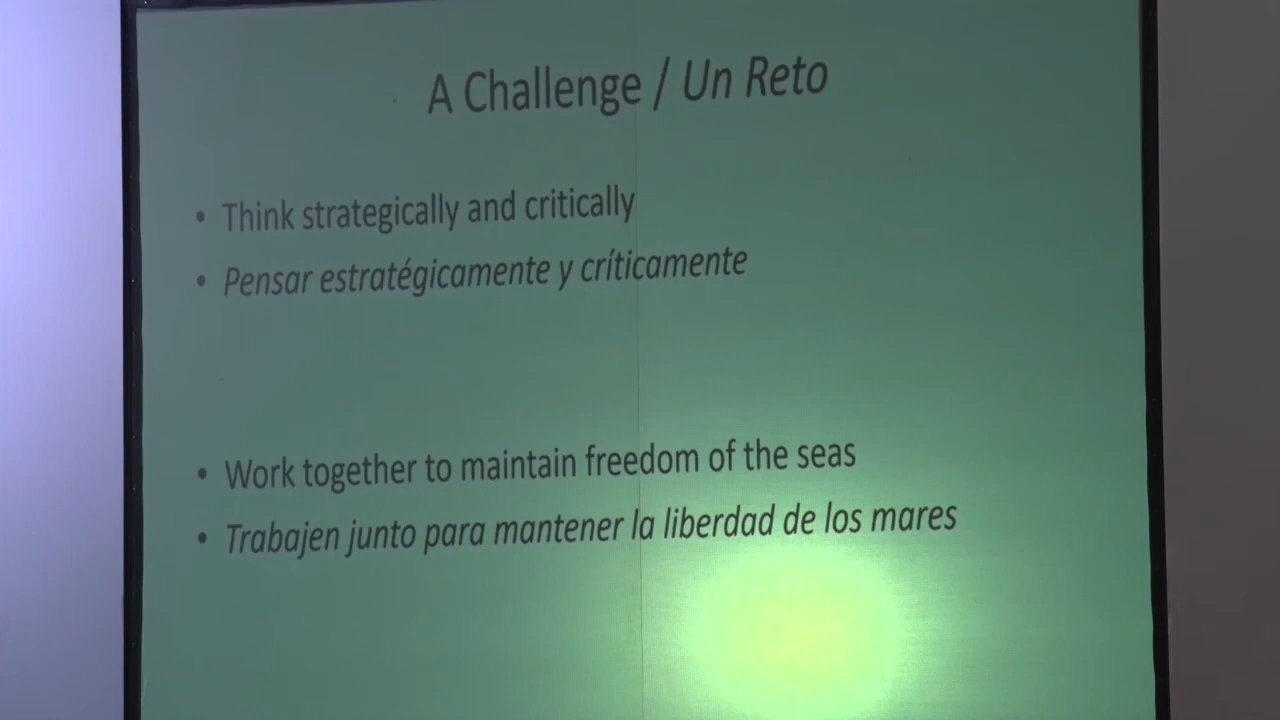 A Challenge / Un Reto
• Think strategically and critically
• Pensar estratégicamente y críticamente
• Work together to maintain freedom of the seas
• Trabajen junto para mantener la liberdad de los mares